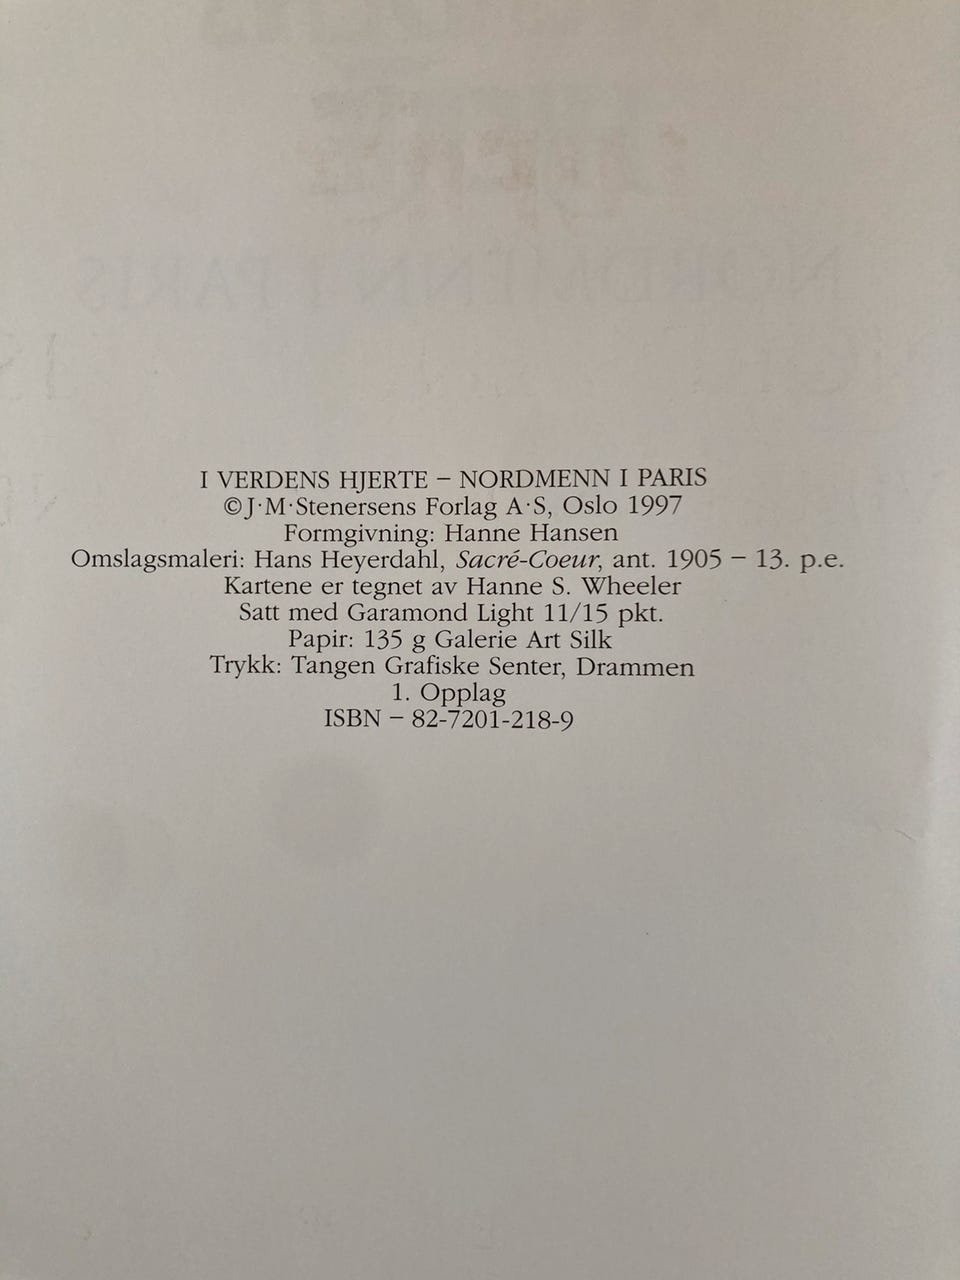 I VERDENS HJERTE – NORDMENN I PARIS
© J·M·Stenersens Forlag A·S, Oslo 1997
Formgivning: Hanne Hansen
Omslagsmaleri: Hans Heyerdahl, Sacré-Coeur, ant. 1905 – 13. p.e.
Kartene er tegnet av Hanne S. Wheeler
Satt med Garamond Light 11/15 pkt.
Papir: 135 g Galerie Art Silk
Trykk: Tangen Grafiske Senter, Drammen
1. Opplag
ISBN – 82-7201-218-9